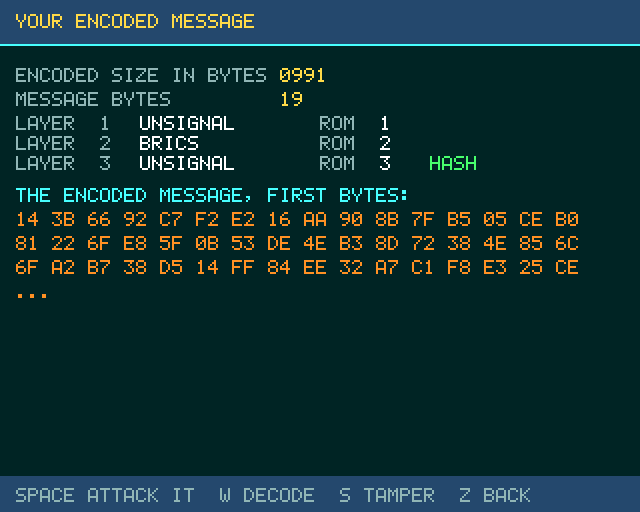 YOUR ENCODED MESSAGE
ENCODED SIZE IN BYTES 0991
MESSAGE BYTES 19
LAYER 1 UNSIGNAL ROM 1
LAYER 2 BRICS ROM 2
LAYER 3 UNSIGNAL ROM 3 HASH
THE ENCODED MESSAGE, FIRST BYTES:
14 3B 66 92 C7 F2 E2 16 AA 90 8B 7F B5 05 CE B0
81 22 6F E8 5F 0B 53 DE 4E B3 8D 72 38 4E 85 6C
6F A2 B7 38 D5 14 FF 84 EE 32 A7 C1 F8 E3 25 CE
...
SPACE ATTACK IT W DECODE S TAMPER Z BACK